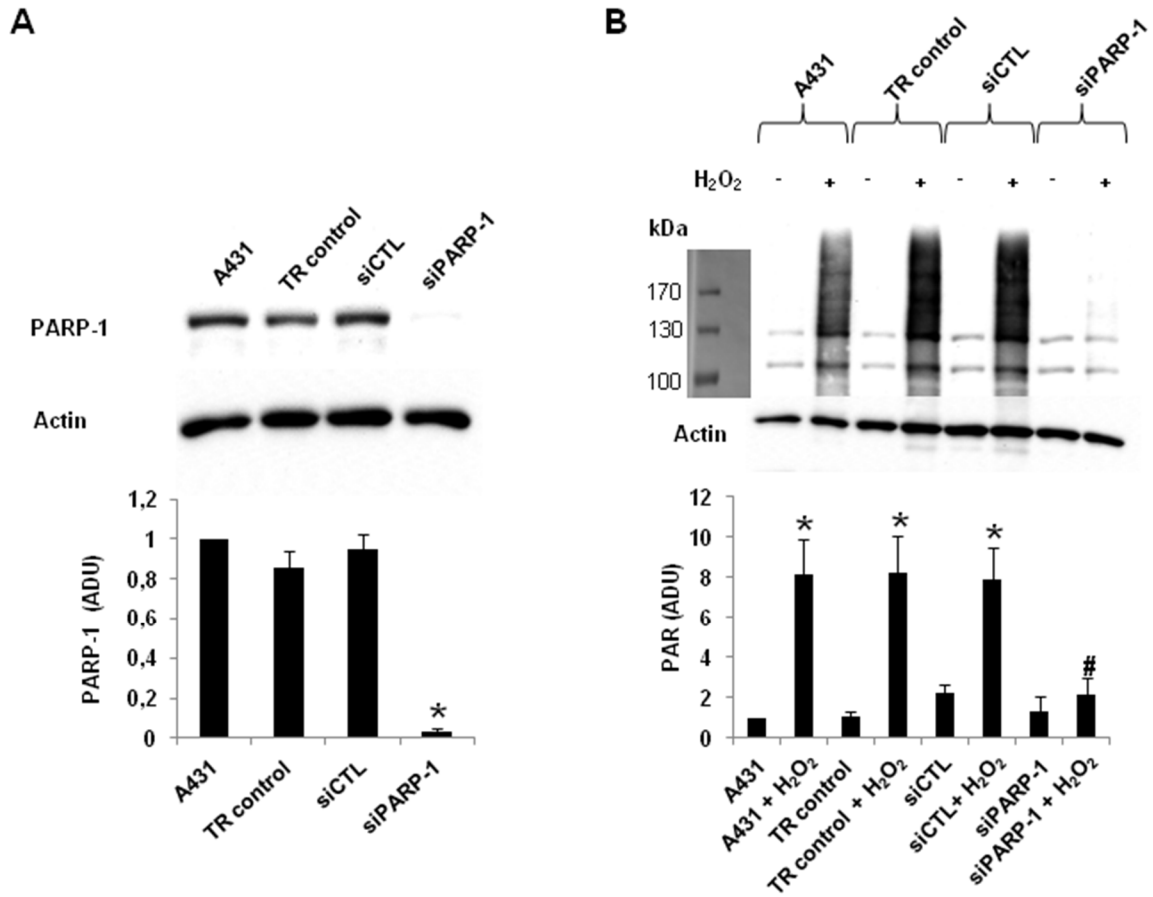 A
A431
TR control
siCTL
siPARP-1
PARP-1
Actin
PARP-1 (ADU)
1,2
1
0,8
0,6
0,4
0,2
0
*
A431
TR control
siCTL
siPARP-1
B
A431
TR control
siCTL
siPARP-1
H₂O₂ - + - + - + - +
kDa
170
130
100
Actin
PAR (ADU)
12
10
8
6
4
2
0
* * * #
A431
A431 + H₂O₂
TR control
TR control + H₂O₂
siCTL
siCTL+ H₂O₂
siPARP-1
siPARP-1 + H₂O₂